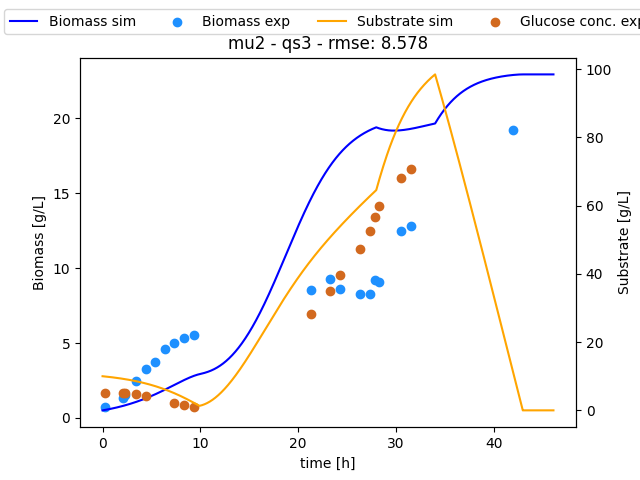 Biomass sim Biomass exp Substrate sim Glucose conc. exp
mu2 - qs3 - rmse: 8.578
Biomass [g/L]
20
15
10
5
0
100
80
60
40
20
0
Substrate [g/L]
0 10 20 30 40
time [h]